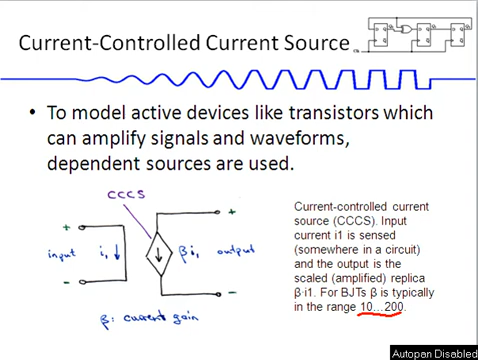 Current-Controlled Current Source
• To model active devices like transistors which
can amplify signals and waveforms,
dependent sources are used.
CCCS
+
+
input
i₁
βi₁
output
-
-
β: current gain
Current-controlled current
source (CCCS). Input
current i1 is sensed
(somewhere in a circuit)
and the output is the
scaled (amplified) replica
β·i1. For BJTs β is typically
in the range 10...200.
Autopan Disabled